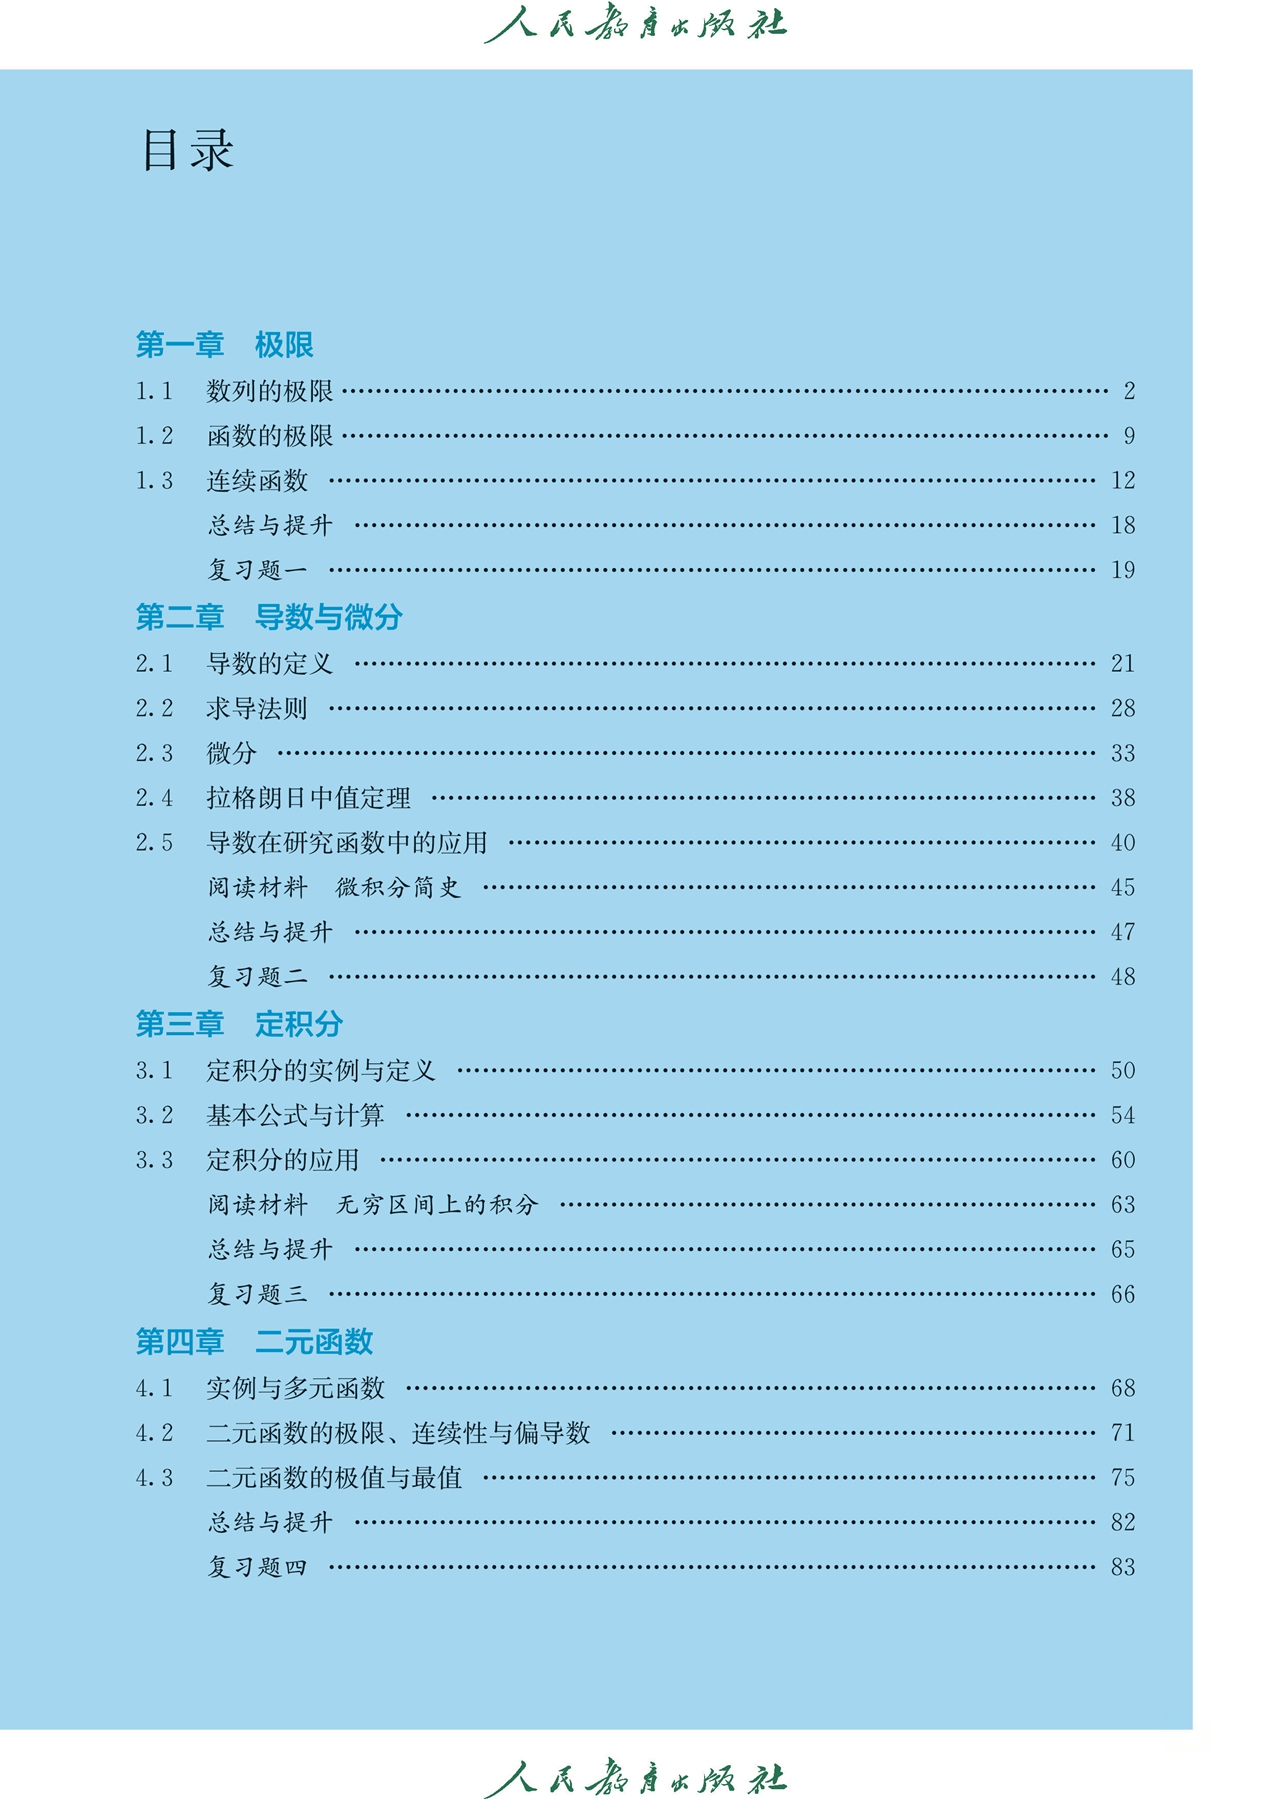 人民教育出版社
目录
第一章 极限
1.1 数列的极限 …… 2
1.2 函数的极限 …… 9
1.3 连续函数 …… 12
总结与提升 …… 18
复习题一 …… 19
第二章 导数与微分
2.1 导数的定义 …… 21
2.2 求导法则 …… 28
2.3 微分 …… 33
2.4 拉格朗日中值定理 …… 38
2.5 导数在研究函数中的应用 …… 40
阅读材料 微积分简史 …… 45
总结与提升 …… 47
复习题二 …… 48
第三章 定积分
3.1 定积分的实例与定义 …… 50
3.2 基本公式与计算 …… 54
3.3 定积分的应用 …… 60
阅读材料 无穷区间上的积分 …… 63
总结与提升 …… 65
复习题三 …… 66
第四章 二元函数
4.1 实例与多元函数 …… 68
4.2 二元函数的极限、连续性与偏导数 …… 71
4.3 二元函数的极值与最值 …… 75
总结与提升 …… 82
复习题四 …… 83
人民教育出版社